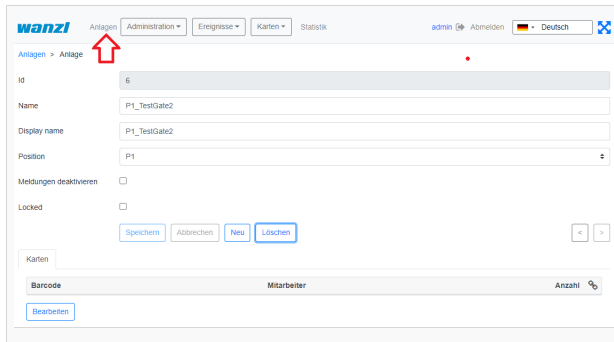 wanzl Anlagen Administration Ereignisse Karten Statistik admin Abmelden Deutsch
Anlagen > Anlage
Id 6
Name P1_TestGate2
Display name P1_TestGate2
Position P1
Meldungen deaktivieren
Locked
Speichern Abbrechen Neu Löschen < >
Karten
Barcode Mitarbeiter Anzahl
Bearbeiten